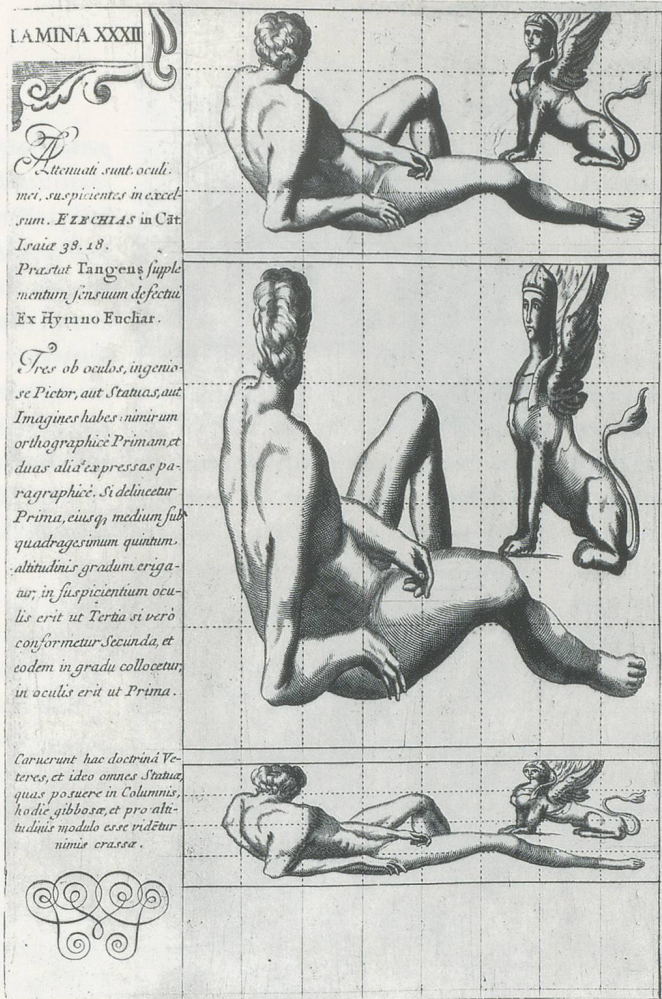 LAMINA XXXII
Attenuati sunt oculi
mei, suspicientes in excel-
sum. EZECHIAS in Cāt.
Isaiæ 38. 18.
Præstat Tangens supple
mentum sensuum defectui
Ex Hymno Euchar.
Tres ob oculos, ingenio-
se Pictor, aut Statuas, aut
Imagines habes: nimirum
orthographicè Primam, et
duas alias expressas pa-
ragraphicè. Si delineetur
Prima, eiusq; medium sub
quadragesimum quintum
altitudinis gradum eriga-
tur; in suspicientium ocu-
lis erit ut Tertia si verò
conformetur Secunda, et
eodem in gradu collocetur,
in oculis erit ut Prima.
Caruerunt hac doctrinâ Ve-
teres, et ideo omnes Statuæ,
quas posuere in Columnis,
hodie gibbosæ, et pro alti-
tudinis modulo esse vidētur
nimis crassæ.